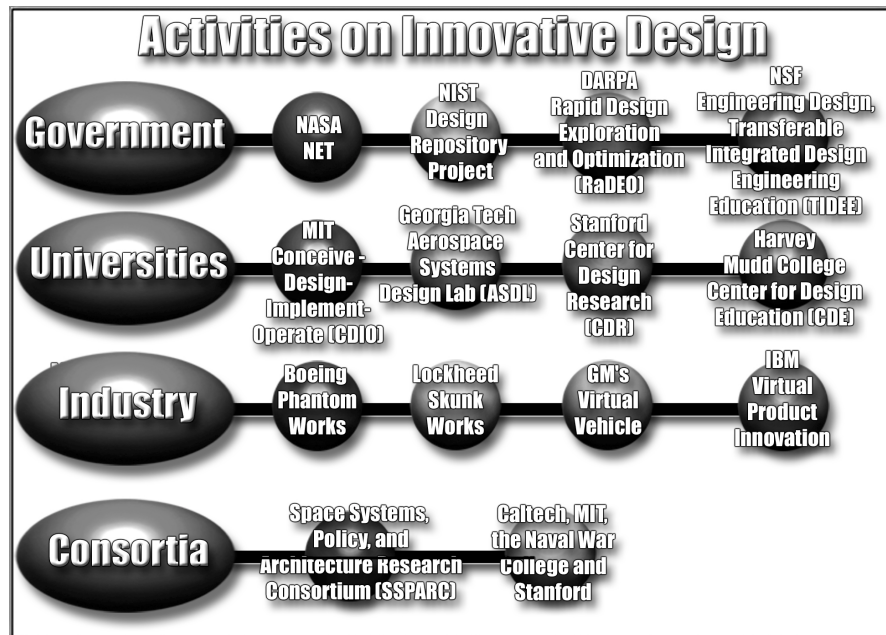 Activities on Innovative Design
Government
NASA
NET
NIST
Design
Repository
Project
DARPA
Rapid Design
Exploration
and Optimization
(RaDEO)
NSF
Engineering Design,
Transferable
Integrated Design
Engineering
Education (TIDEE)
Universities
MIT
Conceive -
Design-
Implement-
Operate (CDIO)
Georgia Tech
Aerospace
Systems
Design Lab (ASDL)
Stanford
Center for
Design
Research
(CDR)
Harvey
Mudd College
Center for Design
Education (CDE)
Industry
Boeing
Phantom
Works
Lockheed
Skunk
Works
GM's
Virtual
Vehicle
IBM
Virtual
Product
Innovation
Consortia
Space Systems,
Policy, and
Architecture Research
Consortium (SSPARC)
Caltech, MIT,
the Naval War
College and
Stanford